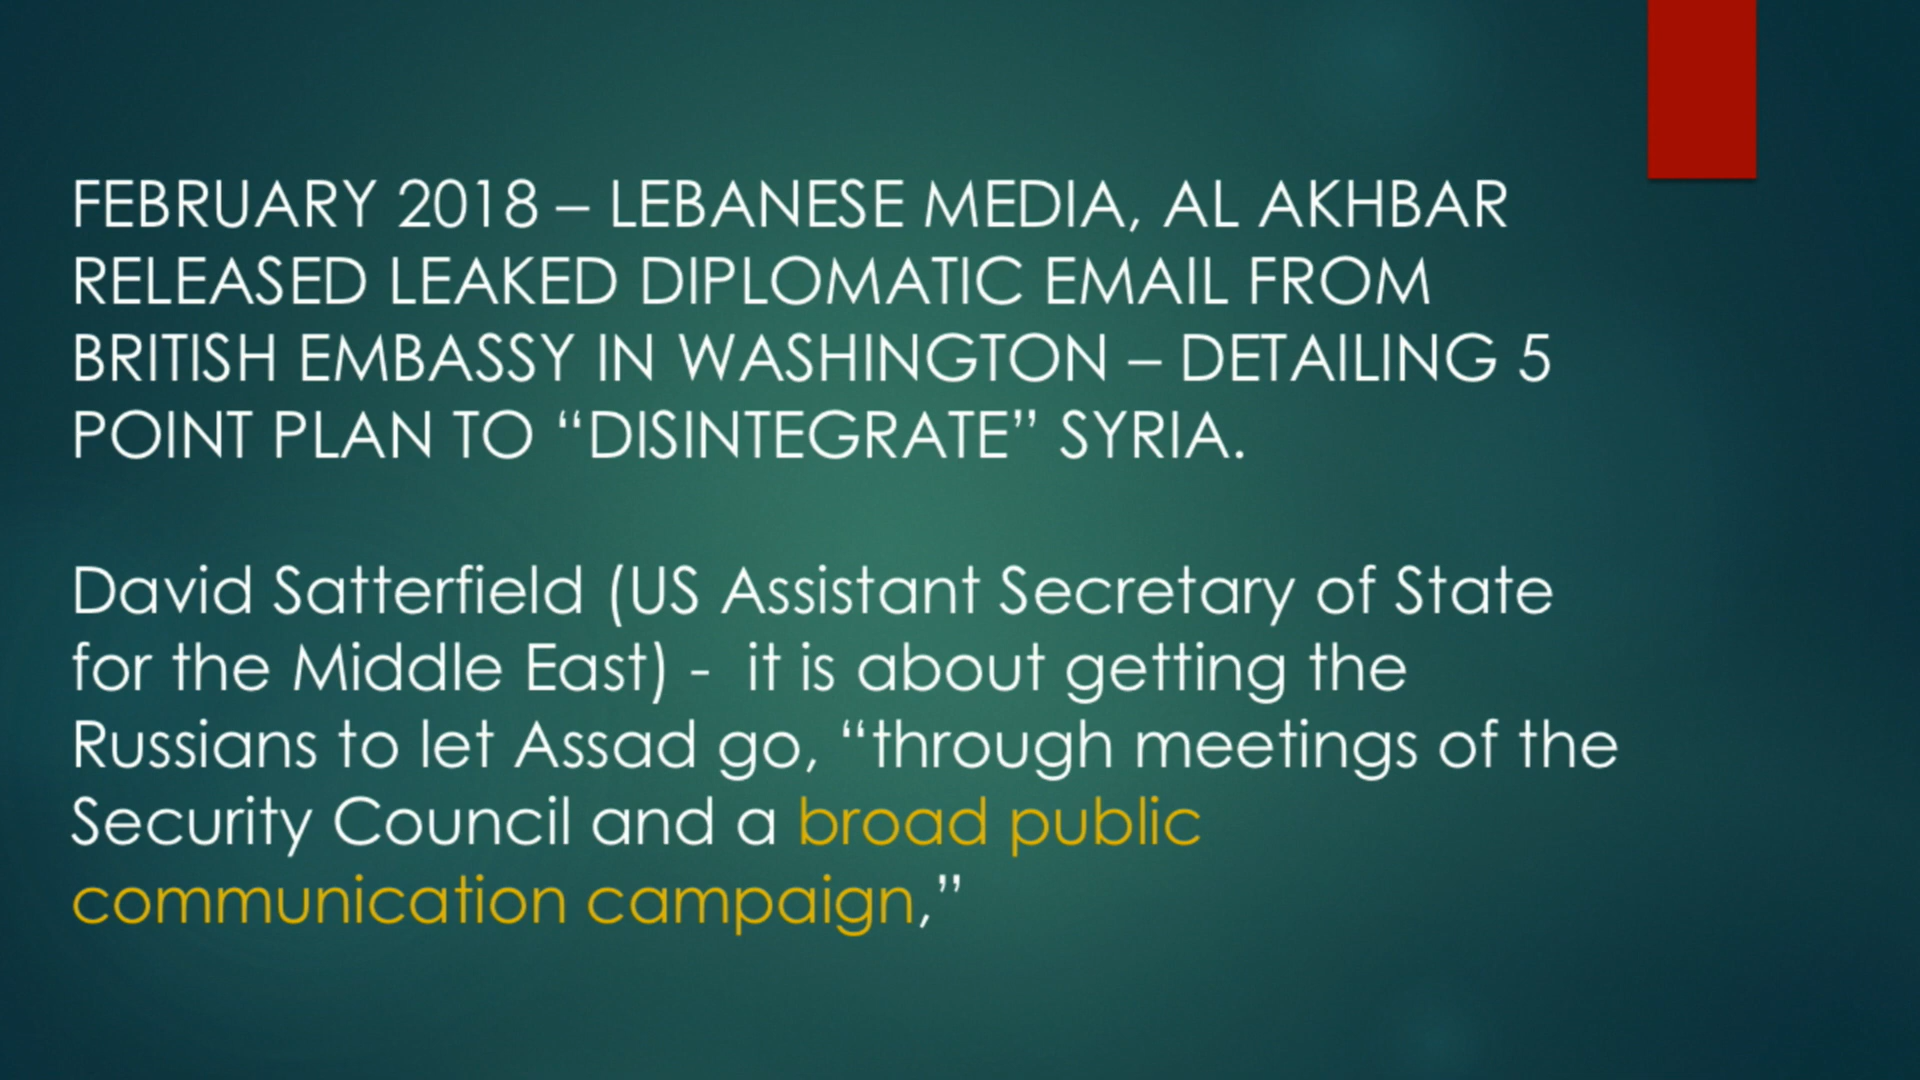 FEBRUARY 2018 – LEBANESE MEDIA, AL AKHBAR
RELEASED LEAKED DIPLOMATIC EMAIL FROM
BRITISH EMBASSY IN WASHINGTON – DETAILING 5
POINT PLAN TO “DISINTEGRATE” SYRIA.
David Satterfield (US Assistant Secretary of State
for the Middle East) -  it is about getting the
Russians to let Assad go, “through meetings of the
Security Council and a broad public
communication campaign,”